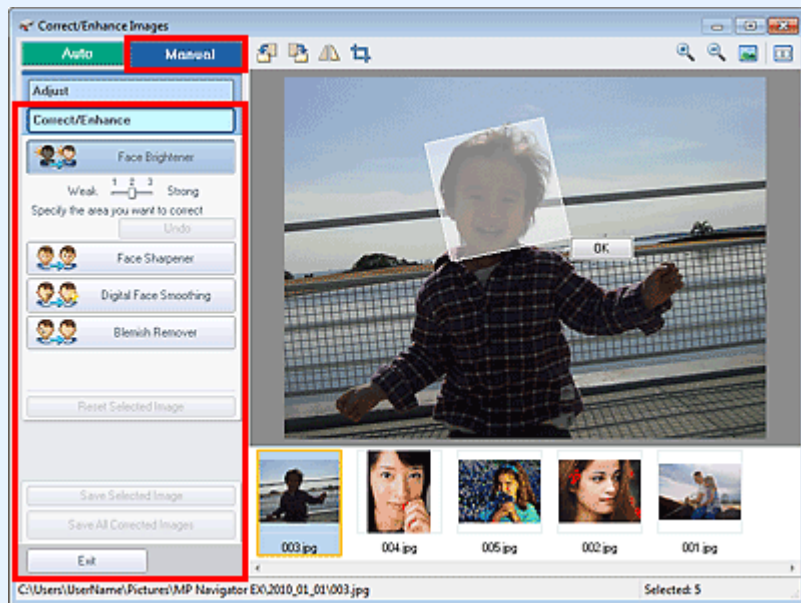 Correct/Enhance Images
Auto Manual
Adjust
Correct/Enhance
Face Brightener
1 2 3
Weak Strong
Specify the area you want to correct
Undo
Face Sharpener
Digital Face Smoothing
Blemish Remover
Reset Selected Image
Save Selected Image
Save All Corrected Images
Exit
OK
003.jpg 004.jpg 005.jpg 002.jpg 001.jpg
C:\Users\UserName\Pictures\MP Navigator EX\2010_01_01\003.jpg Selected: 5